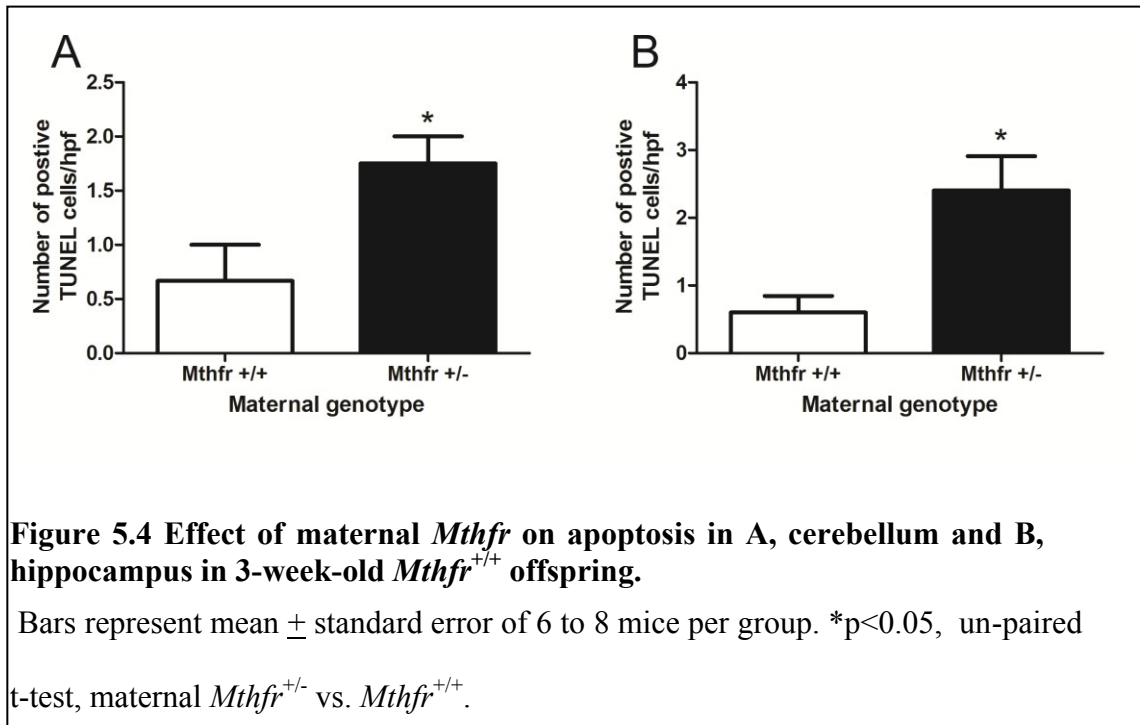 A
Number of postive
TUNEL cells/hpf
2.5
2.0
1.5
1.0
0.5
0.0
*
Mthfr +/+
Mthfr +/-
Maternal genotype
B
Number of postive
TUNEL cells/hpf
4
3
2
1
0
*
Mthfr +/+
Mthfr +/-
Maternal genotype
Figure 5.4 Effect of maternal Mthfr on apoptosis in A, cerebellum and B,
hippocampus in 3-week-old Mthfr+/+ offspring.
Bars represent mean ± standard error of 6 to 8 mice per group. *p<0.05, un-paired
t-test, maternal Mthfr+/- vs. Mthfr+/+.